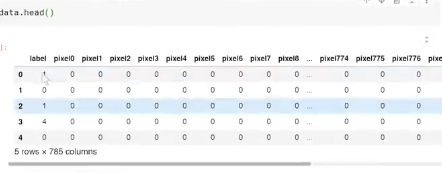 data.head()
label pixel0 pixel1 pixel2 pixel3 pixel4 pixel5 pixel6 pixel7 pixel8 ... pixel774 pixel775 pixel776
0 1 0 0 0 0 0 0 0 0 0 ... 0 0 0
1 0 0 0 0 0 0 0 0 0 0 ... 0 0 0
2 1 0 0 0 0 0 0 0 0 0 ... 0 0 0
3 4 0 0 0 0 0 0 0 0 0 ... 0 0 0
4 0 0 0 0 0 0 0 0 0 0 ... 0 0 0
5 rows × 785 columns